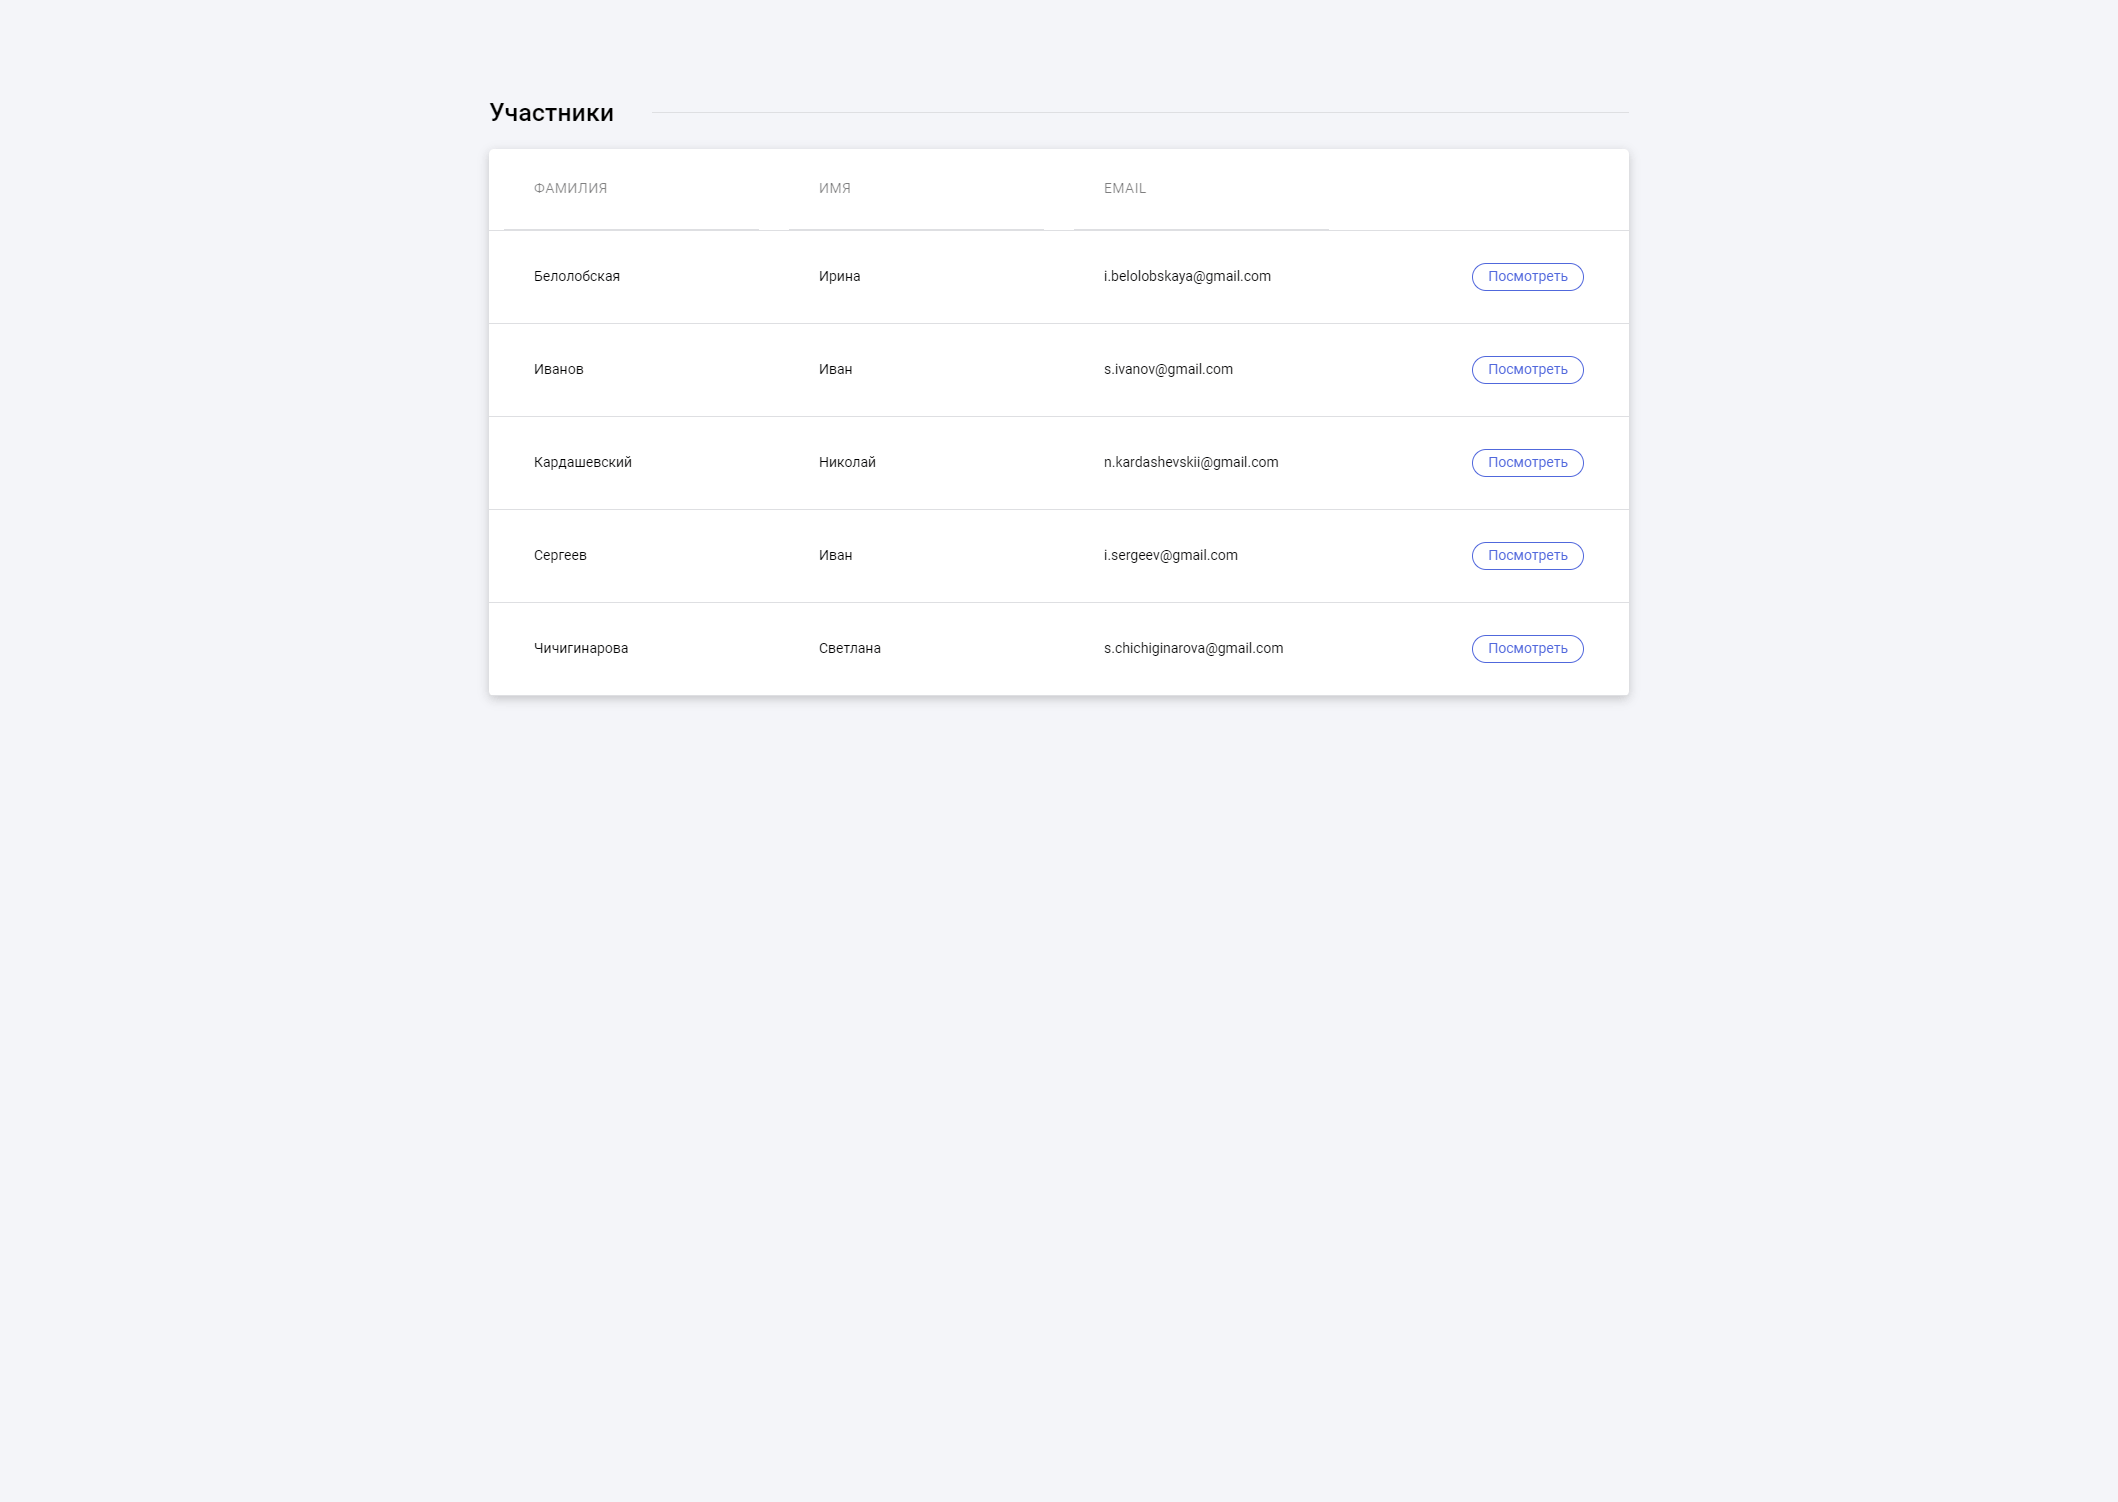 Участники
ФАМИЛИЯ ИМЯ EMAIL
Белолобская Ирина i.belolobskaya@gmail.com Посмотреть
Иванов Иван s.ivanov@gmail.com Посмотреть
Кардашевский Николай n.kardashevskii@gmail.com Посмотреть
Сергеев Иван i.sergeev@gmail.com Посмотреть
Чичигинарова Светлана s.chichiginarova@gmail.com Посмотреть